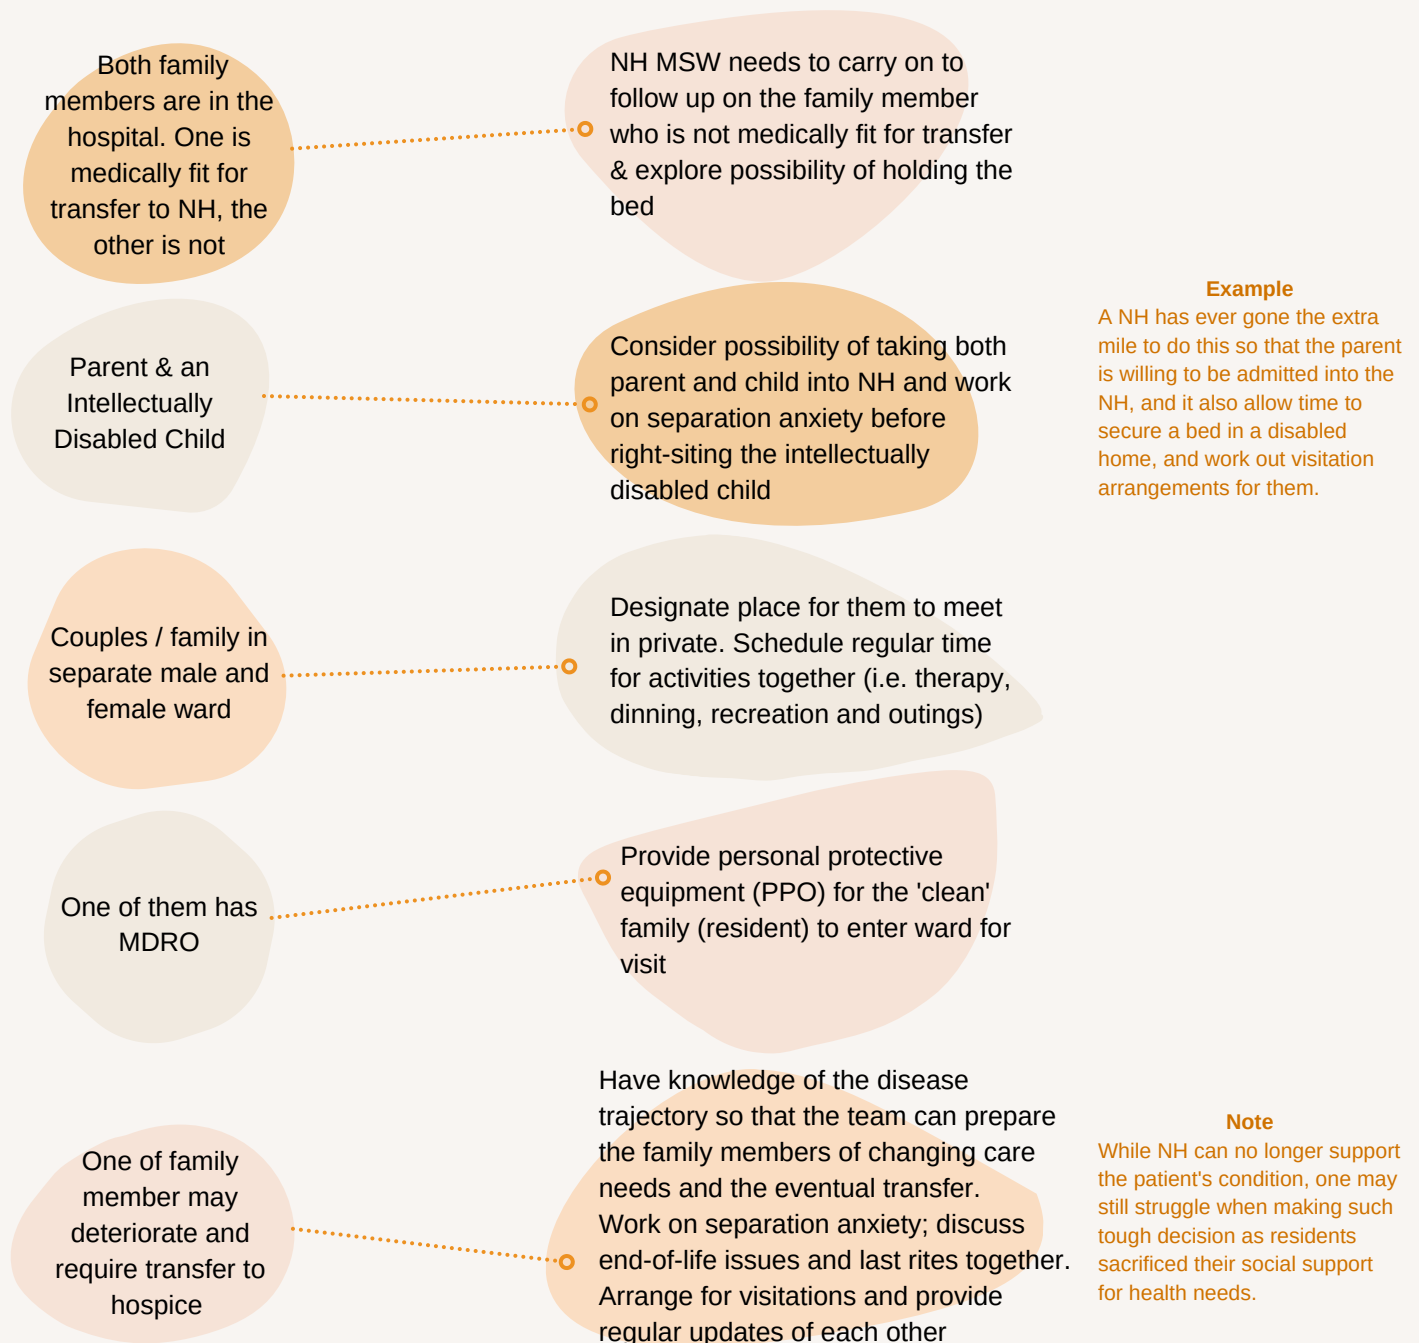 Both family
members are in the
hospital. One is
medically fit for
transfer to NH, the
other is not
NH MSW needs to carry on to
follow up on the family member
who is not medically fit for transfer
& explore possibility of holding the
bed
Parent & an
Intellectually
Disabled Child
Consider possibility of taking both
parent and child into NH and work
on separation anxiety before
right-siting the intellectually
disabled child
Example
A NH has ever gone the extra
mile to do this so that the parent
is willing to be admitted into the
NH, and it also allow time to
secure a bed in a disabled
home, and work out visitation
arrangements for them.
Couples / family in
separate male and
female ward
Designate place for them to meet
in private. Schedule regular time
for activities together (i.e. therapy,
dinning, recreation and outings)
One of them has
MDRO
Provide personal protective
equipment (PPO) for the 'clean'
family (resident) to enter ward for
visit
One of family
member may
deteriorate and
require transfer to
hospice
Have knowledge of the disease
trajectory so that the team can prepare
the family members of changing care
needs and the eventual transfer.
Work on separation anxiety; discuss
end-of-life issues and last rites together.
Arrange for visitations and provide
regular updates of each other
Note
While NH can no longer support
the patient's condition, one may
still struggle when making such
tough decision as residents
sacrificed their social support
for health needs.